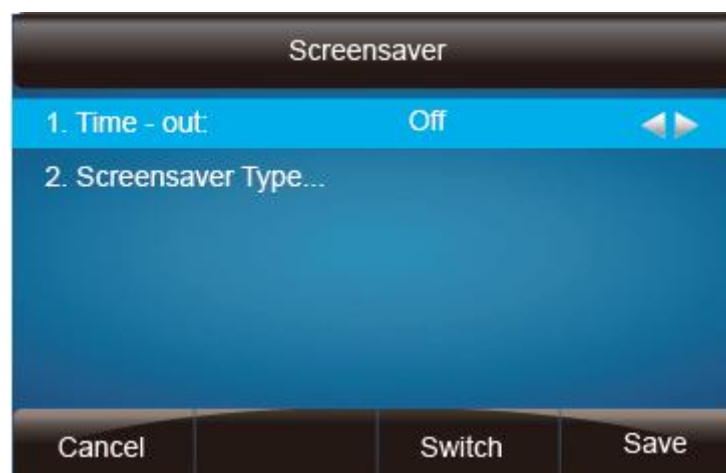 Screensaver
1. Time - out: Off
2. Screensaver Type...
Cancel Switch Save